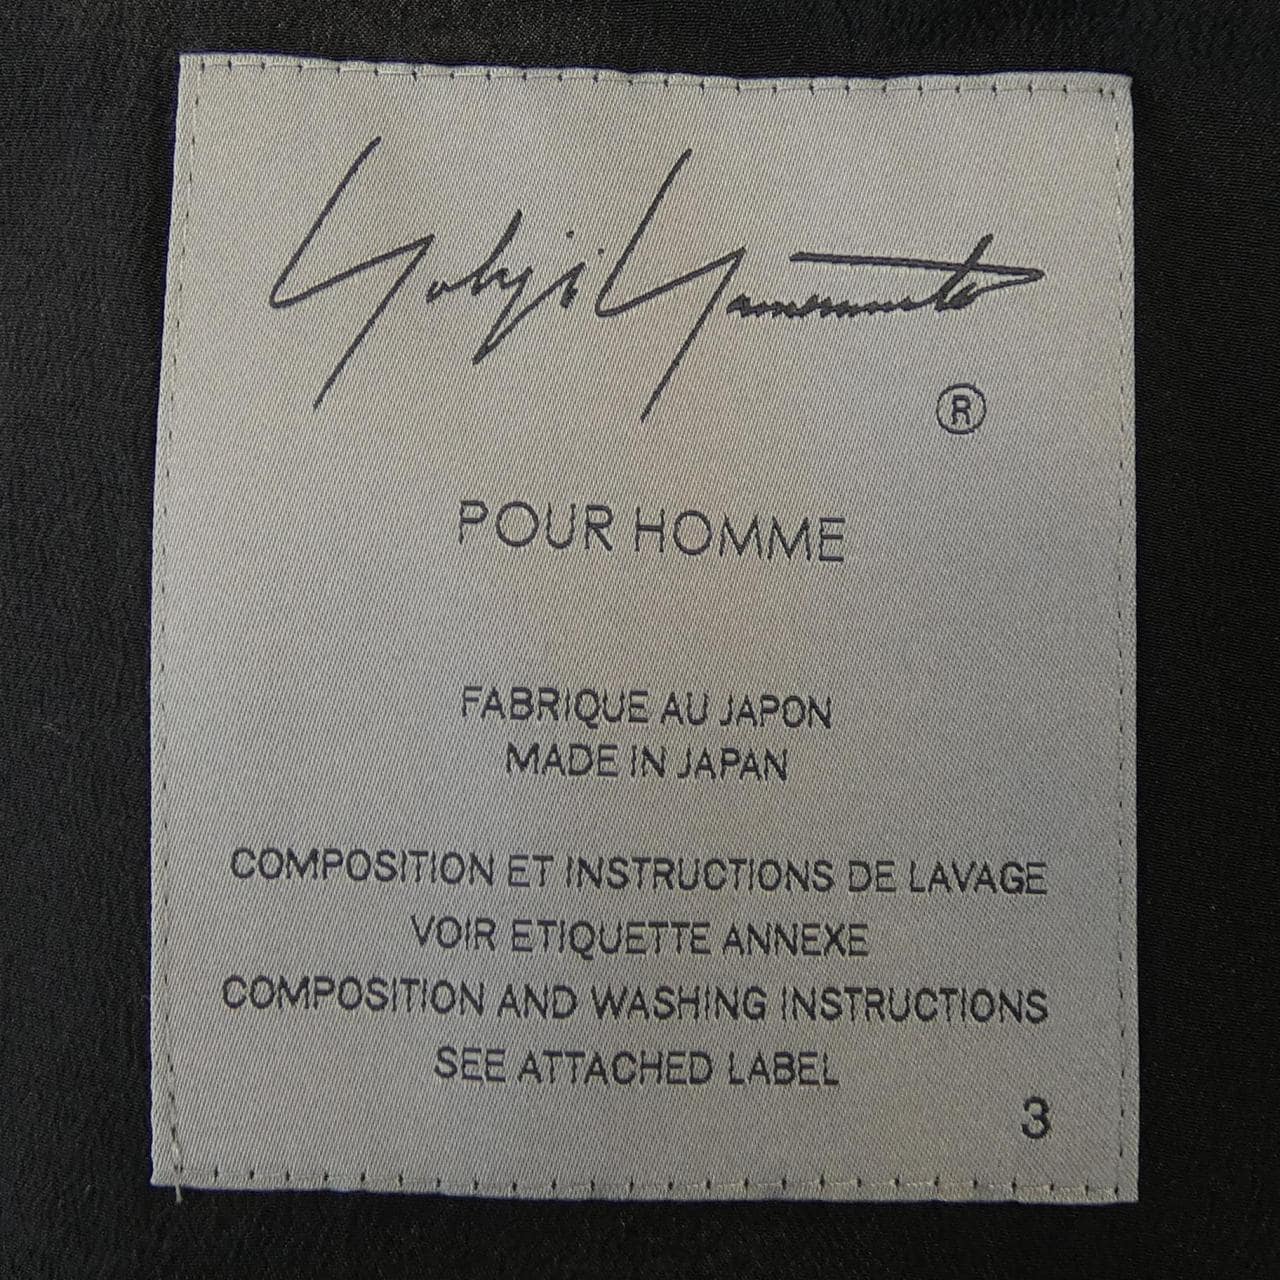 Yohji Yamamoto
®
POUR HOMME
FABRIQUE AU JAPON
MADE IN JAPAN
COMPOSITION ET INSTRUCTIONS DE LAVAGE
VOIR ETIQUETTE ANNEXE
COMPOSITION AND WASHING INSTRUCTIONS
SEE ATTACHED LABEL
3